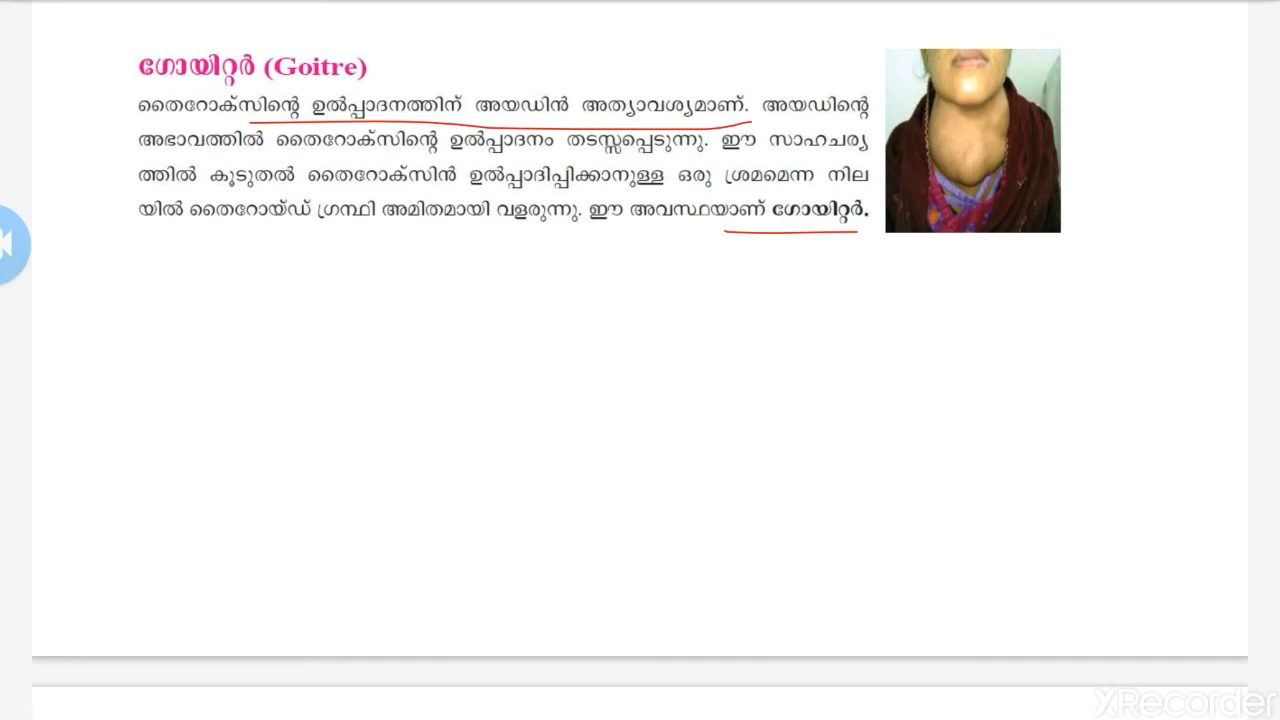 ഗോയിറ്റർ (Goitre)
തൈറോക്സിന്റെ ഉൽപ്പാദനത്തിന് അയഡിൻ അത്യാവശ്യമാണ്. അയഡിന്റെ
അഭാവത്തിൽ തൈറോക്സിന്റെ ഉൽപ്പാദനം തടസ്സപ്പെടുന്നു. ഈ സാഹചര്യ
ത്തിൽ കൂടുതൽ തൈറോക്സിൻ ഉൽപ്പാദിപ്പിക്കാനുള്ള ഒരു ശ്രമമെന്ന നില
യിൽ തൈറോയ്ഡ് ഗ്രന്ഥി അമിതമായി വളരുന്നു. ഈ അവസ്ഥയാണ് ഗോയിറ്റർ.
XRecorder